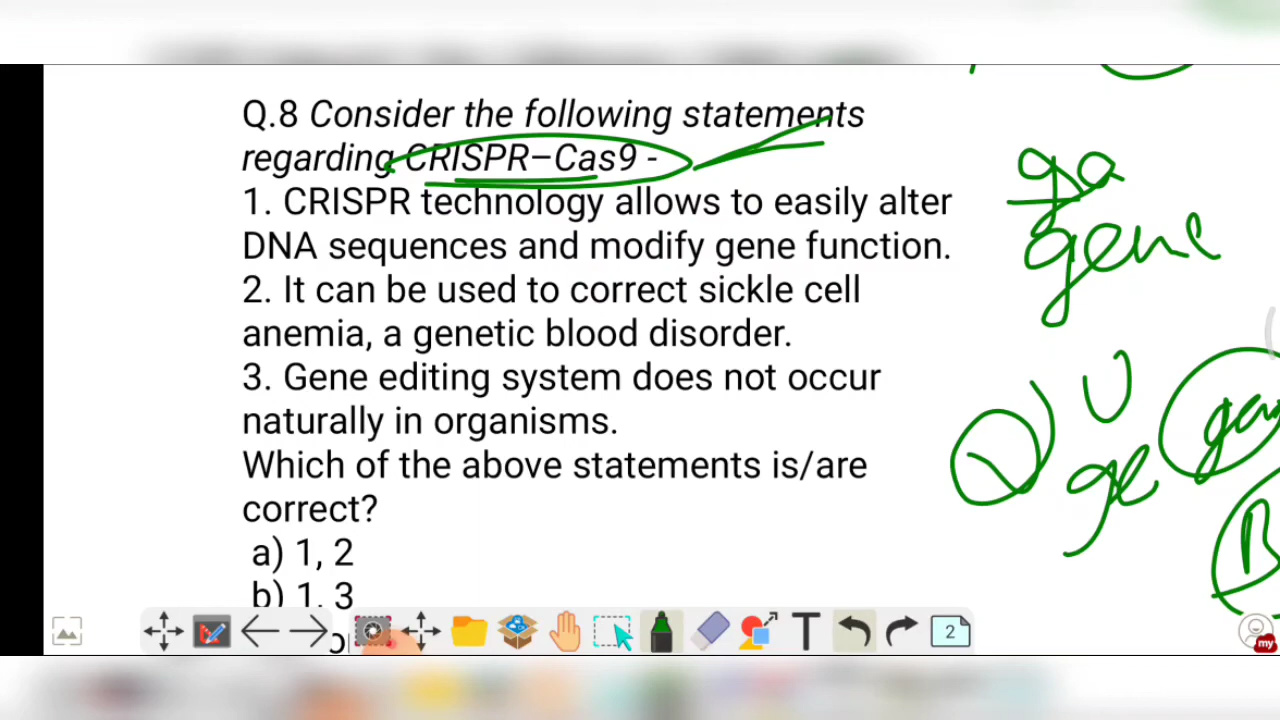 Q.8 Consider the following statements
regarding CRISPR–Cas9 -
1. CRISPR technology allows to easily alter
DNA sequences and modify gene function.
2. It can be used to correct sickle cell
anemia, a genetic blood disorder.
3. Gene editing system does not occur
naturally in organisms.
Which of the above statements is/are
correct?
a) 1, 2
b) 1, 3
gene
ge
B
T
2
my